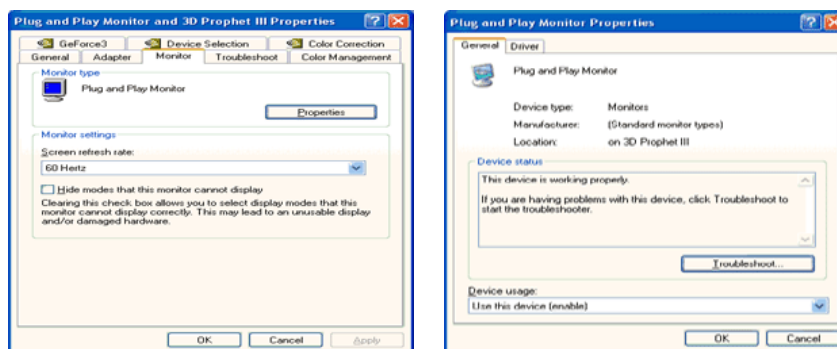 Plug and Play Monitor and 3D Prophet III Properties
GeForce3 Device Selection Color Correction
General Adapter Monitor Troubleshoot Color Management
Monitor type
Plug and Play Monitor
Properties
Monitor settings
Screen refresh rate:
60 Hertz
Hide modes that this monitor cannot display
Clearing this check box allows you to select display modes that this
monitor cannot display correctly. This may lead to an unusable display
and/or damaged hardware.
OK Cancel Apply
Plug and Play Monitor Properties
General Driver
Plug and Play Monitor
Device type: Monitors
Manufacturer: (Standard monitor types)
Location: on 3D Prophet III
Device status
This device is working properly.
If you are having problems with this device, click Troubleshoot to
start the troubleshooter.
Troubleshoot...
Device usage:
Use this device (enable)
OK Cancel